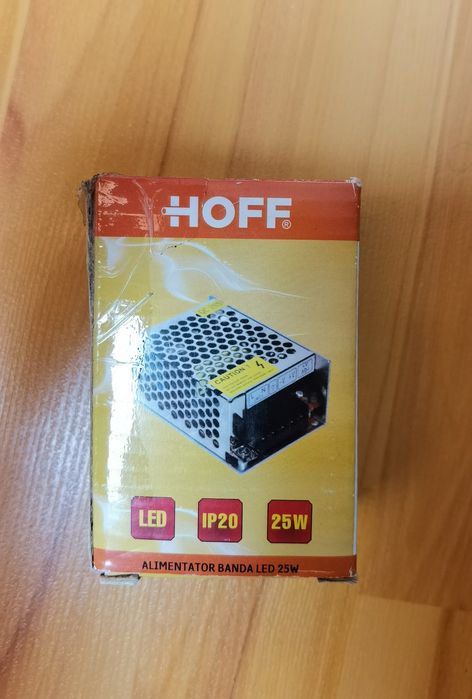 HOFF®
CAUTION !
LED
IP20
25W
ALIMENTATOR BANDA LED 25W